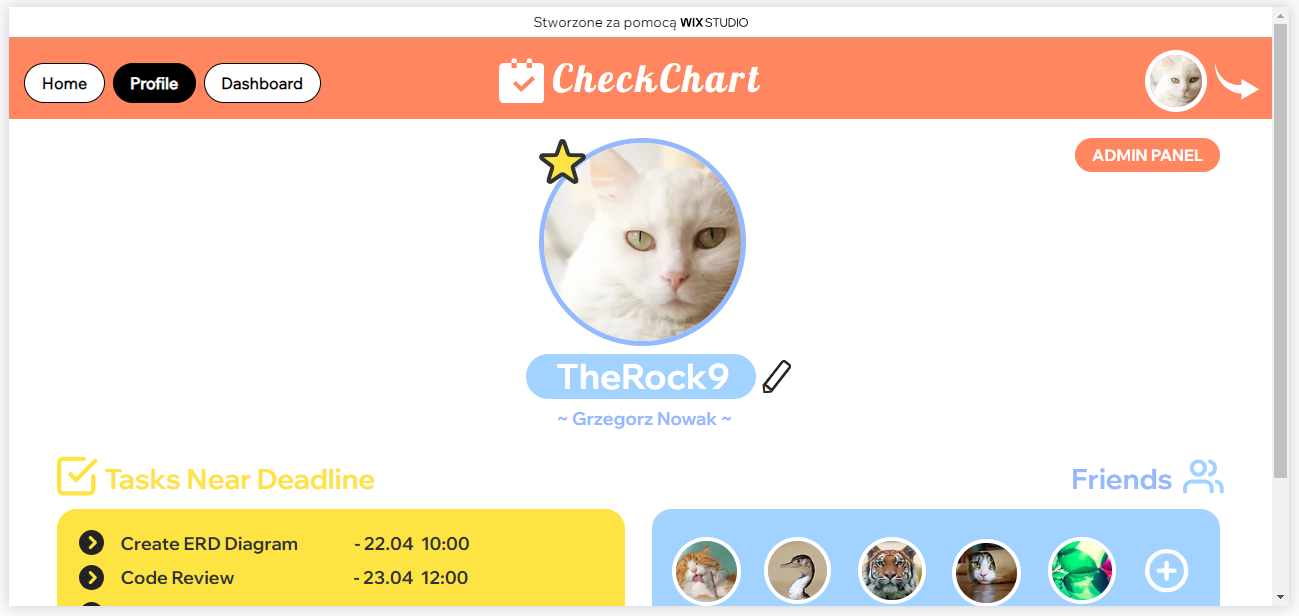 Stworzone za pomocą WIX STUDIO
Home Profile Dashboard CheckChart
ADMIN PANEL
TheRock9
~ Grzegorz Nowak ~
Tasks Near Deadline
Friends
Create ERD Diagram - 22.04 10:00
Code Review - 23.04 12:00